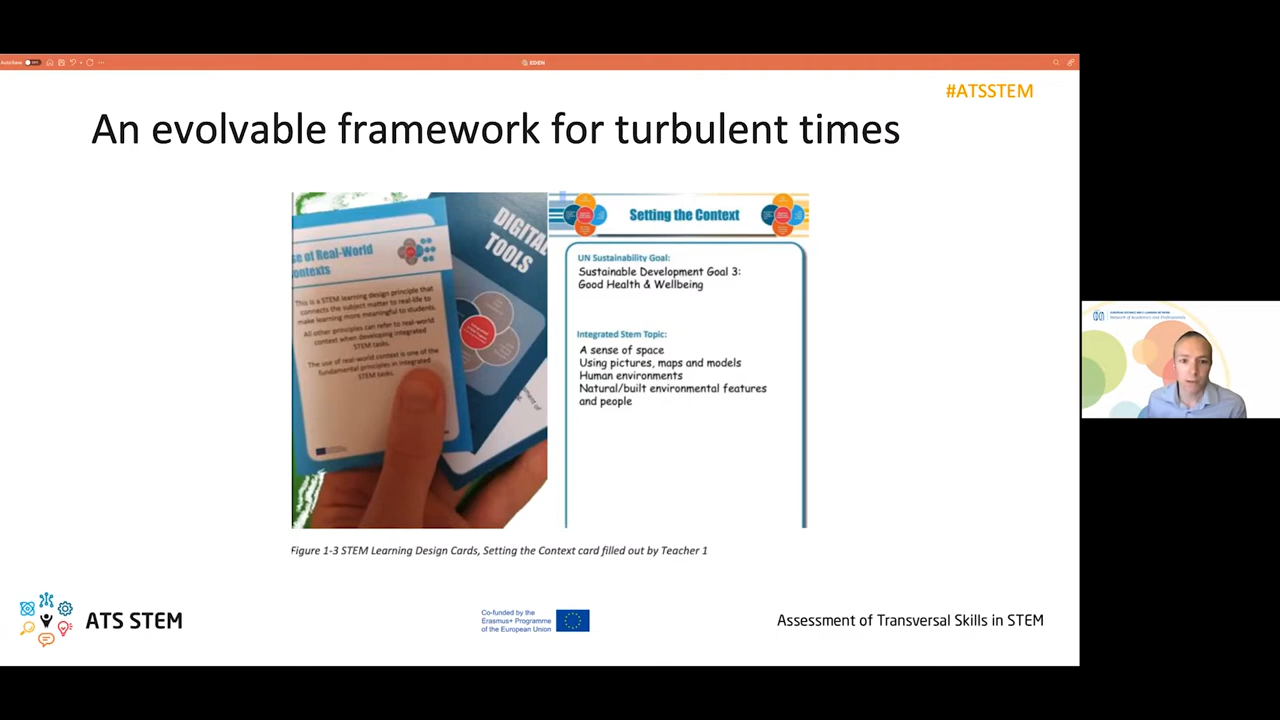 EDEN
#ATSSTEM
An evolvable framework for turbulent times
se of Real-World
ontexts
This is a STEM learning design principle that
connects the subject matter to real-life to
make learning more meaningful to students.
All other principles can refer to real-world
context when developing integrated
STEM tasks.
The use of real-world context is one of the
fundamental principles in integrated
STEM tasks.
DIGITAL
TOOLS
Setting the Context
UN Sustainability Goal:
Sustainable Development Goal 3:
Good Health & Wellbeing
Integrated Stem Topic:
A sense of space
Using pictures, maps and models
Human environments
Natural/built environmental features
and people
Figure 1-3 STEM Learning Design Cards, Setting the Context card filled out by Teacher 1
ATS STEM
Co-funded by the
Erasmus+ Programme
of the European Union
Assessment of Transversal Skills in STEM
Network of Academics and Professionals